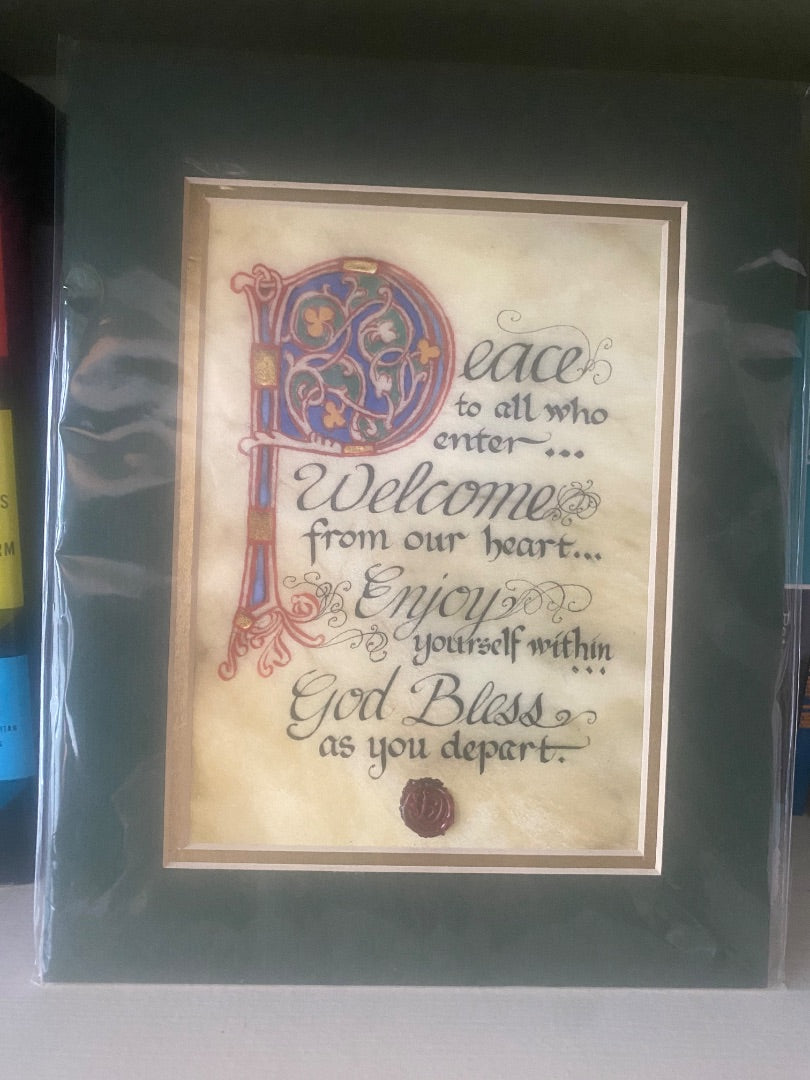 Peace
to all who
enter...
Welcome
from our heart...
Enjoy
yourself within
...
God Bless
as you depart.